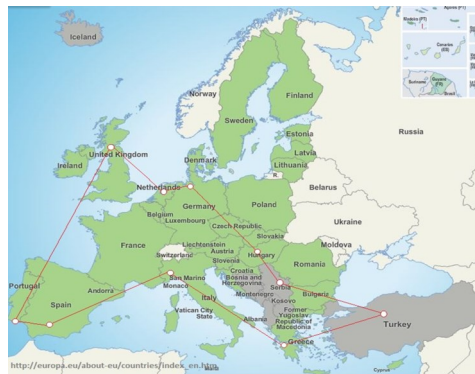 Iceland
Azores (PT)
Madeira (PT)
Canarias
(ES)
Suriname
Guyane
(FR)
Brasil
Norway
Finland
Sweden
Russia
Estonia
Latvia
Lithuania
R.
United Kingdom
Ireland
Denmark
Netherlands
Belarus
Poland
Germany
Belgium
Luxembourg
Czech Republic
Ukraine
Slovakia
France
Liechtenstein
Austria
Switzerland
Slovenia
Hungary
Moldova
Romania
Croatia
Bosnia and
Herzegovina
Serbia
San Marino
Monaco
Montenegro
Kosovo
Bulgaria
Andorra
Portugal
Spain
Italy
Vatican City
State
Albania
Former
Yugoslav
Republic of
Macedonia
Turkey
Greece
Cyprus
http://europa.eu/about-eu/countries/index_en.htm